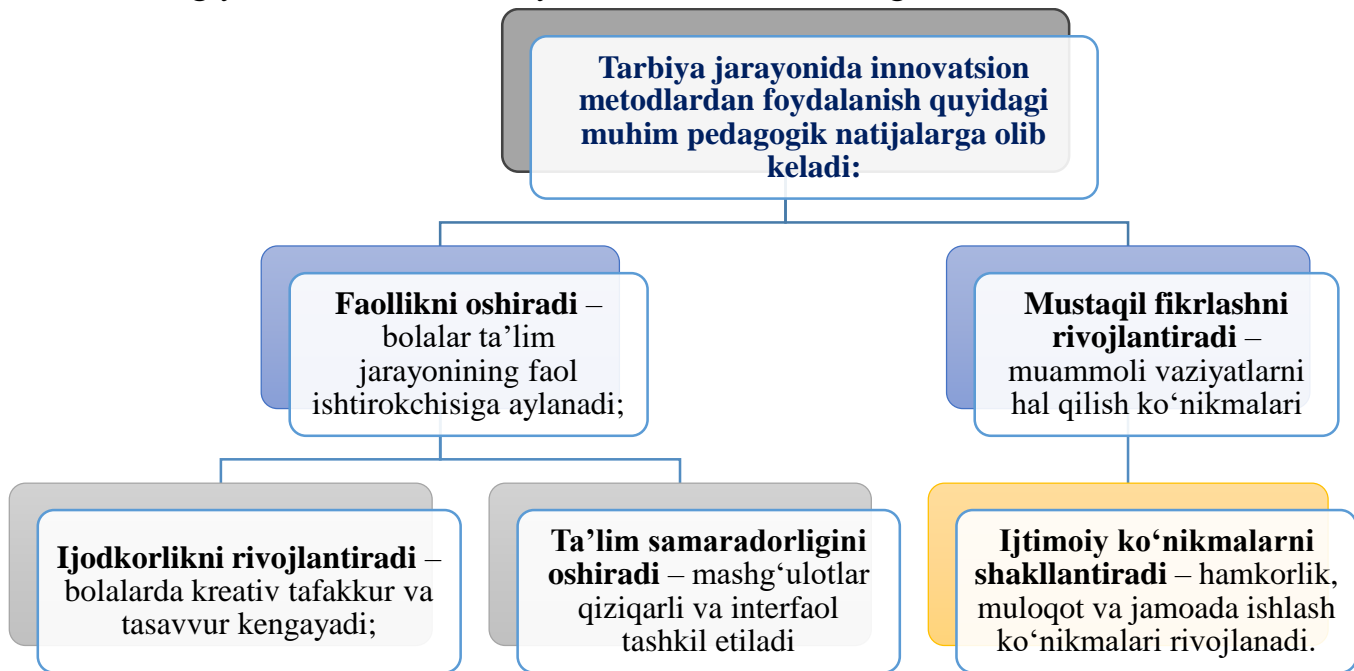 Tarbiya jarayonida innovatsion
metodlardan foydalanish quyidagi
muhim pedagogik natijalarga olib
keladi:
Faollikni oshiradi –
bolalar ta’lim
jarayonining faol
ishtirokchisiga aylanadi;
Mustaqil fikrlashni
rivojlantiradi –
muammoli vaziyatlarni
hal qilish ko‘nikmalari
Ijodkorlikni rivojlantiradi –
bolalarda kreativ tafakkur va
tasavvur kengayadi;
Ta’lim samaradorligini
oshiradi – mashg‘ulotlar
qiziqarli va interfaol
tashkil etiladi
Ijtimoiy ko‘nikmalarni
shakllantiradi – hamkorlik,
muloqot va jamoada ishlash
ko‘nikmalari rivojlanadi.